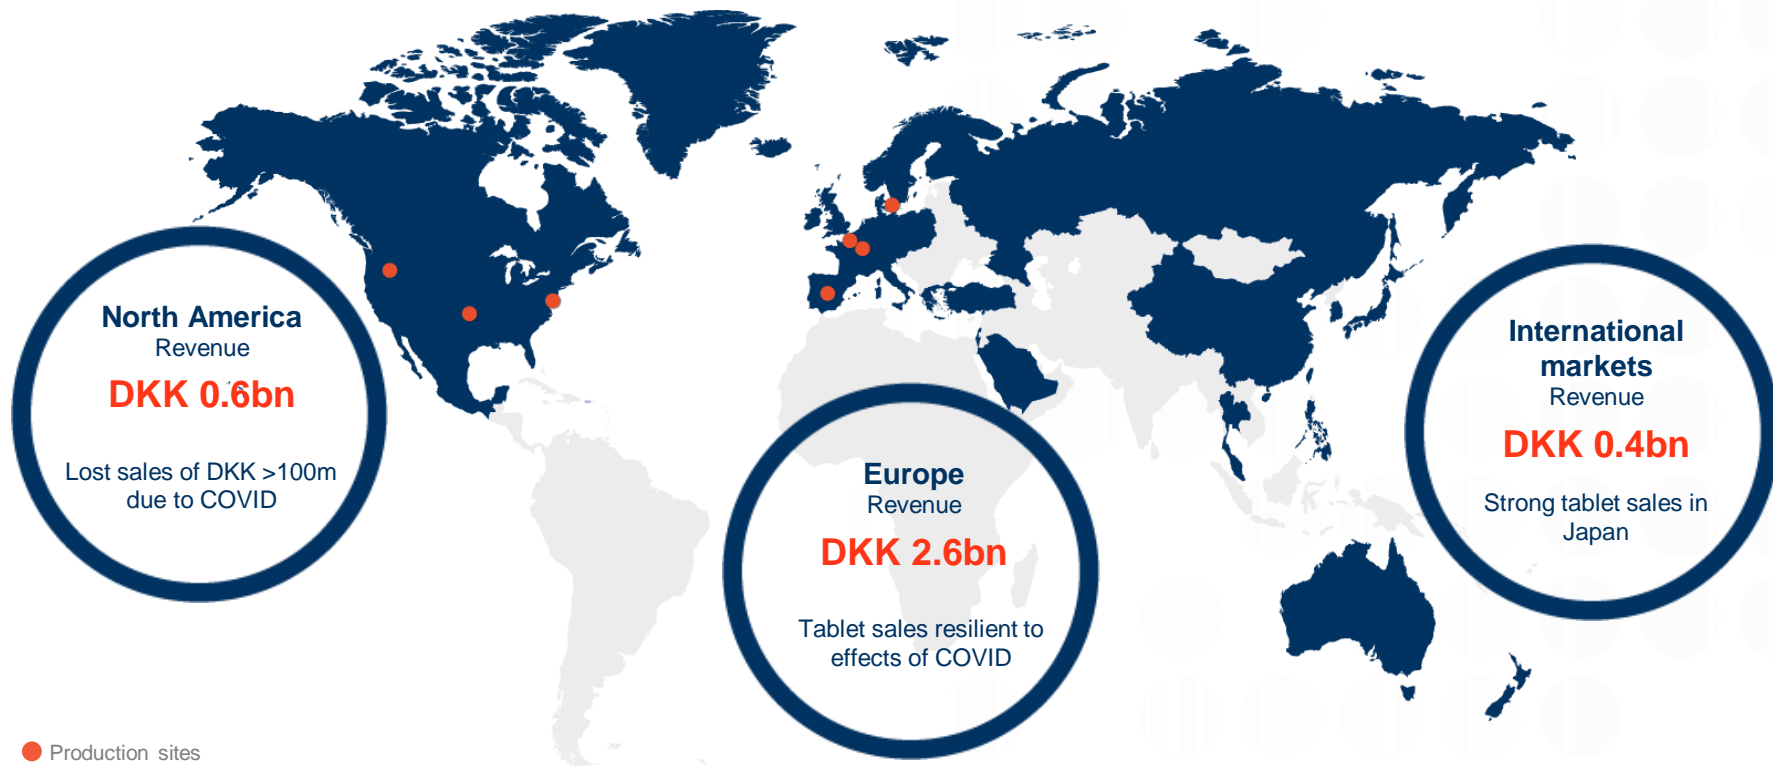 North America
Revenue
DKK 0.6bn
Lost sales of DKK >100m
due to COVID
Europe
Revenue
DKK 2.6bn
Tablet sales resilient to
effects of COVID
International
markets
Revenue
DKK 0.4bn
Strong tablet sales in
Japan
Production sites